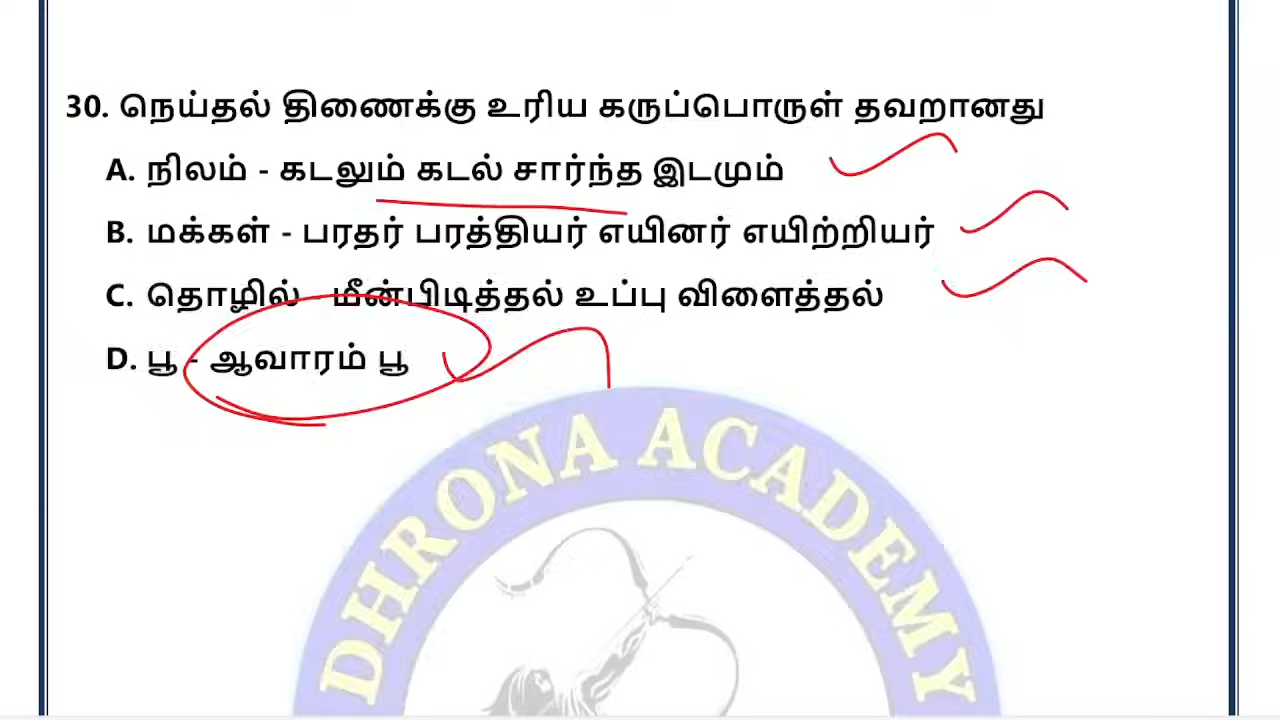 30. நெய்தல் திணைக்கு உரிய கருப்பொருள் தவறானது
A. நிலம் - கடலும் கடல் சார்ந்த இடமும்
B. மக்கள் - பரதர் பரத்தியர் எயினர் எயிற்றியர்
C. தொழில் - மீன்பிடித்தல் உப்பு விளைத்தல்
D. பூ - ஆவாரம் பூ
DHRONA ACADEMY